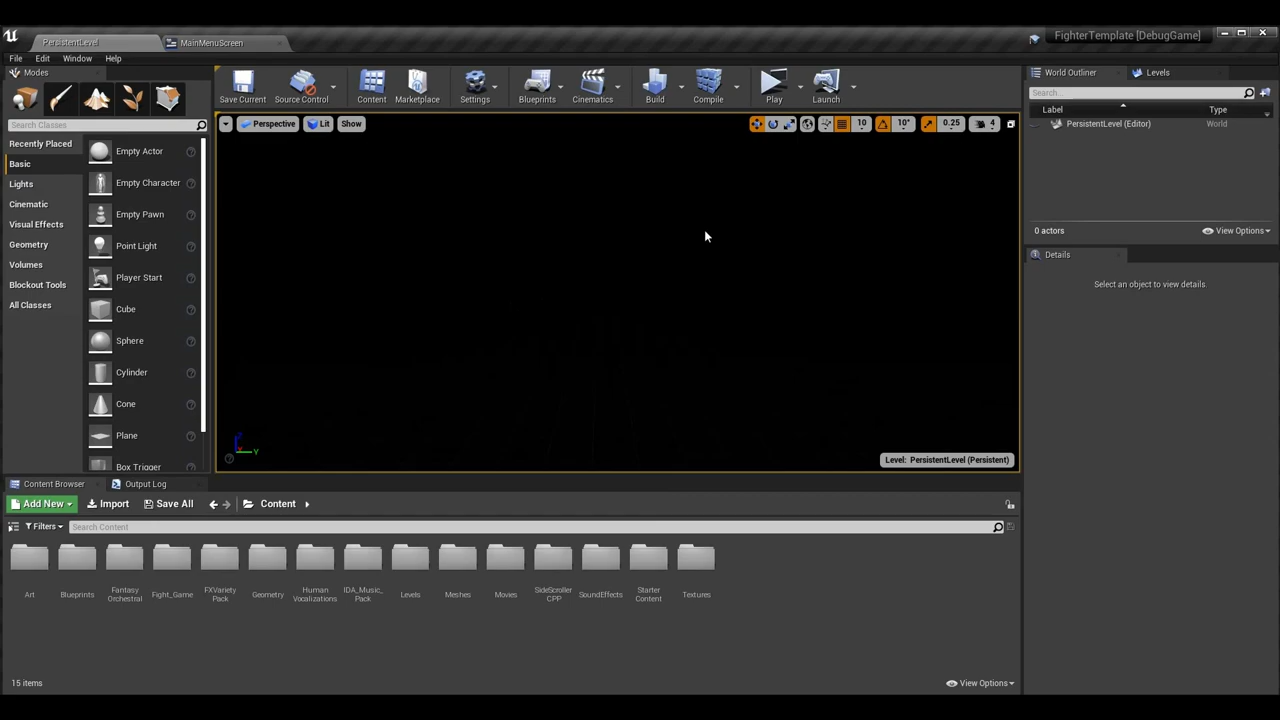 PersistentLevel
MainMenuScreen
FighterTemplate [DebugGame]
File Edit Window Help
Modes
Search Classes
Recently Placed
Basic
Lights
Cinematic
Visual Effects
Geometry
Volumes
Blockout Tools
All Classes
Empty Actor
Empty Character
Empty Pawn
Point Light
Player Start
Cube
Sphere
Cylinder
Cone
Plane
Box Trigger
Save Current
Source Control
Content
Marketplace
Settings
Blueprints
Cinematics
Build
Compile
Play
Launch
Perspective
Lit
Show
10
10°
0.25
4
Z
Y
Level: PersistentLevel (Persistent)
World Outliner
Levels
Search...
Label
Type
PersistentLevel (Editor)
World
0 actors
View Options
Details
Select an object to view details.
Content Browser
Output Log
Add New
Import
Save All
Content
Filters
Search Content
Art
Blueprints
Fantasy
Orchestral
Fight_Game
FXVariety
Pack
Geometry
Human
Vocalizations
IDA_Music_
Pack
Levels
Meshes
Movies
SideScroller
CPP
SoundEffects
Starter
Content
Textures
15 items
View Options